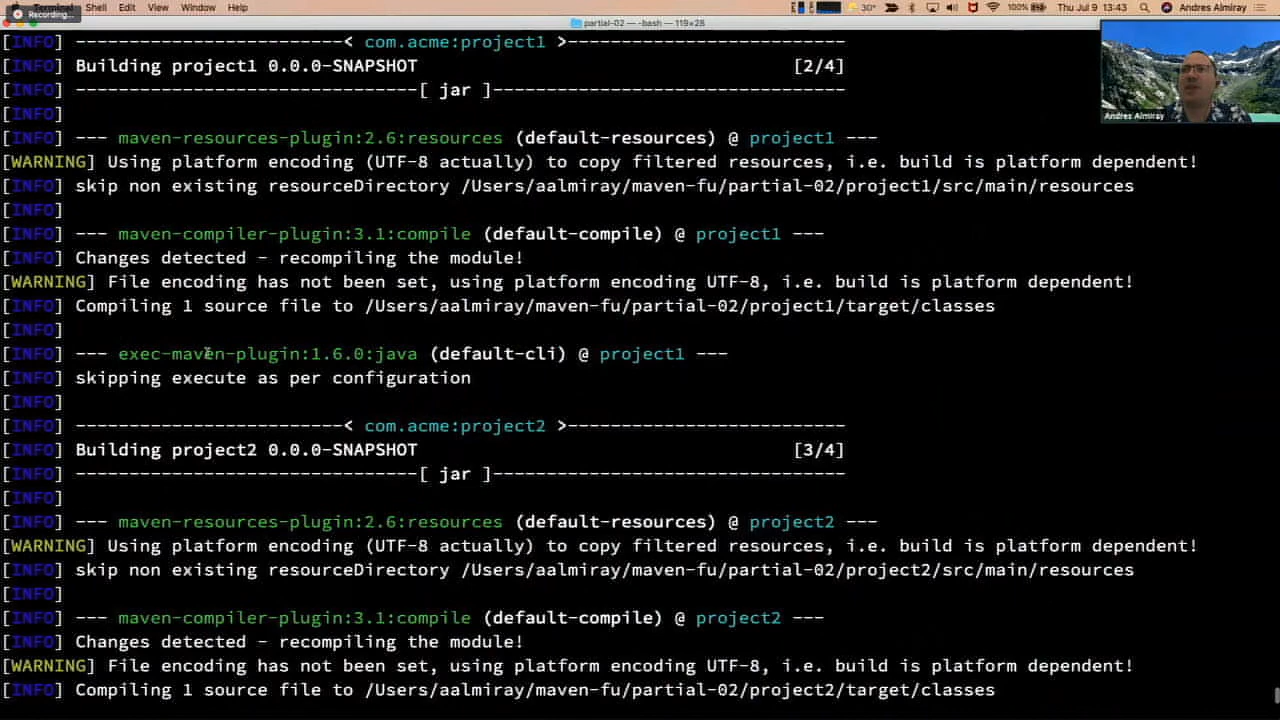 Terminal Shell Edit View Window Help 30° 100% Thu Jul 9 13:43 Andres Almiray
Recording...
partial-02 — -bash — 119×28
[INFO] -------------------------< com.acme:project1 >--------------------------
[INFO] Building project1 0.0.0-SNAPSHOT [2/4]
[INFO] --------------------------------[ jar ]---------------------------------
[INFO]
[INFO] --- maven-resources-plugin:2.6:resources (default-resources) @ project1 ---
[WARNING] Using platform encoding (UTF-8 actually) to copy filtered resources, i.e. build is platform dependent!
[INFO] skip non existing resourceDirectory /Users/aalmiray/maven-fu/partial-02/project1/src/main/resources
[INFO]
[INFO] --- maven-compiler-plugin:3.1:compile (default-compile) @ project1 ---
[INFO] Changes detected - recompiling the module!
[WARNING] File encoding has not been set, using platform encoding UTF-8, i.e. build is platform dependent!
[INFO] Compiling 1 source file to /Users/aalmiray/maven-fu/partial-02/project1/target/classes
[INFO]
[INFO] --- exec-maven-plugin:1.6.0:java (default-cli) @ project1 ---
[INFO] skipping execute as per configuration
[INFO]
[INFO] -------------------------< com.acme:project2 >--------------------------
[INFO] Building project2 0.0.0-SNAPSHOT [3/4]
[INFO] --------------------------------[ jar ]---------------------------------
[INFO]
[INFO] --- maven-resources-plugin:2.6:resources (default-resources) @ project2 ---
[WARNING] Using platform encoding (UTF-8 actually) to copy filtered resources, i.e. build is platform dependent!
[INFO] skip non existing resourceDirectory /Users/aalmiray/maven-fu/partial-02/project2/src/main/resources
[INFO]
[INFO] --- maven-compiler-plugin:3.1:compile (default-compile) @ project2 ---
[INFO] Changes detected - recompiling the module!
[WARNING] File encoding has not been set, using platform encoding UTF-8, i.e. build is platform dependent!
[INFO] Compiling 1 source file to /Users/aalmiray/maven-fu/partial-02/project2/target/classes
Andres Almiray